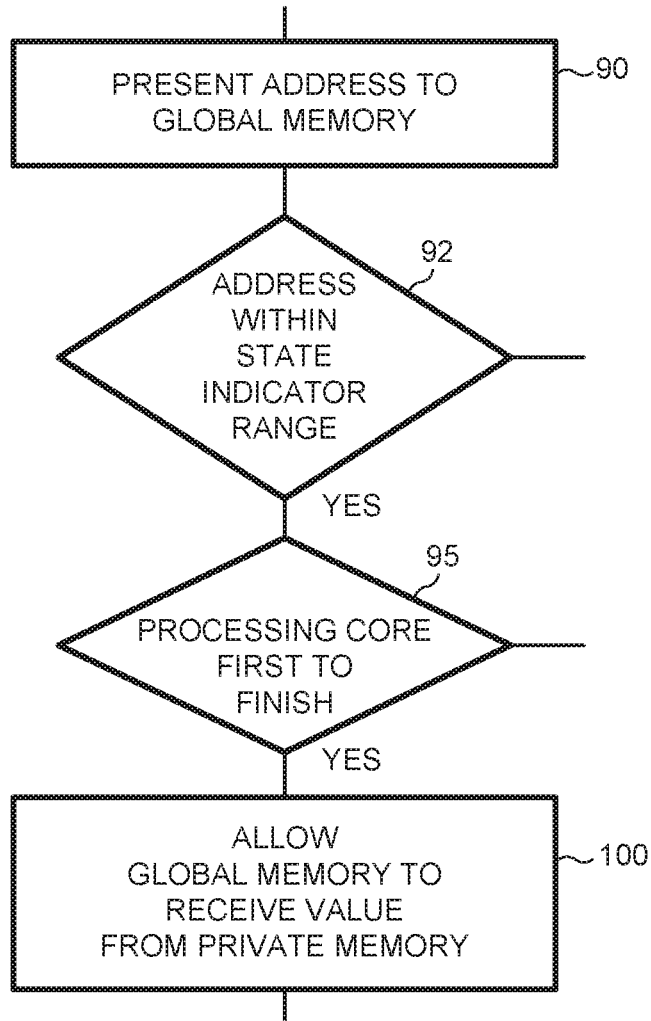 PRESENT ADDRESS TO
GLOBAL MEMORY
90
92
ADDRESS
WITHIN
STATE
INDICATOR
RANGE
YES
95
PROCESSING CORE
FIRST TO
FINISH
YES
ALLOW
GLOBAL MEMORY TO
RECEIVE VALUE
FROM PRIVATE MEMORY
100